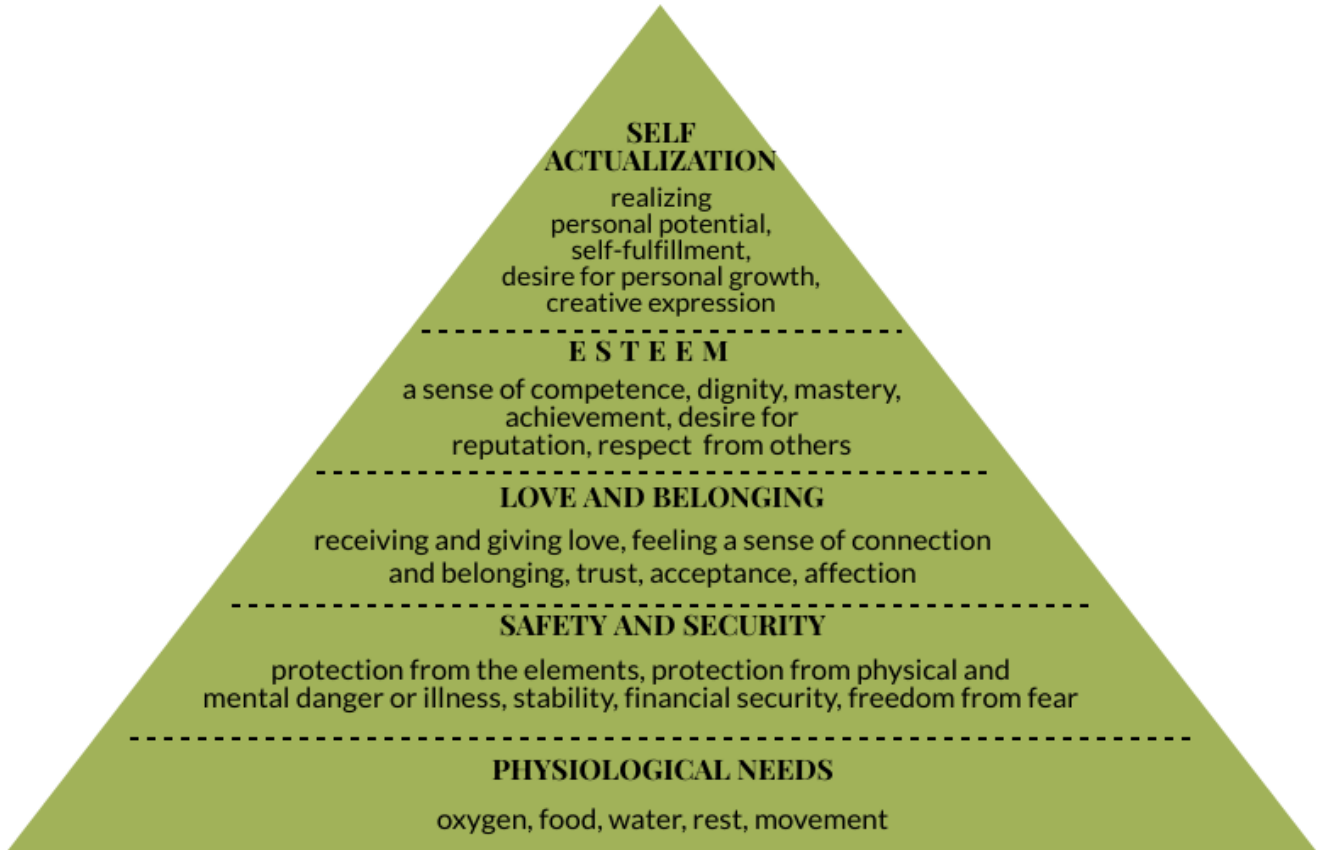 SELF
ACTUALIZATION
realizing
personal potential,
self-fulfillment,
desire for personal growth,
creative expression
E S T E E M
a sense of competence, dignity, mastery,
achievement, desire for
reputation, respect from others
LOVE AND BELONGING
receiving and giving love, feeling a sense of connection
and belonging, trust, acceptance, affection
SAFETY AND SECURITY
protection from the elements, protection from physical and
mental danger or illness, stability, financial security, freedom from fear
PHYSIOLOGICAL NEEDS
oxygen, food, water, rest, movement